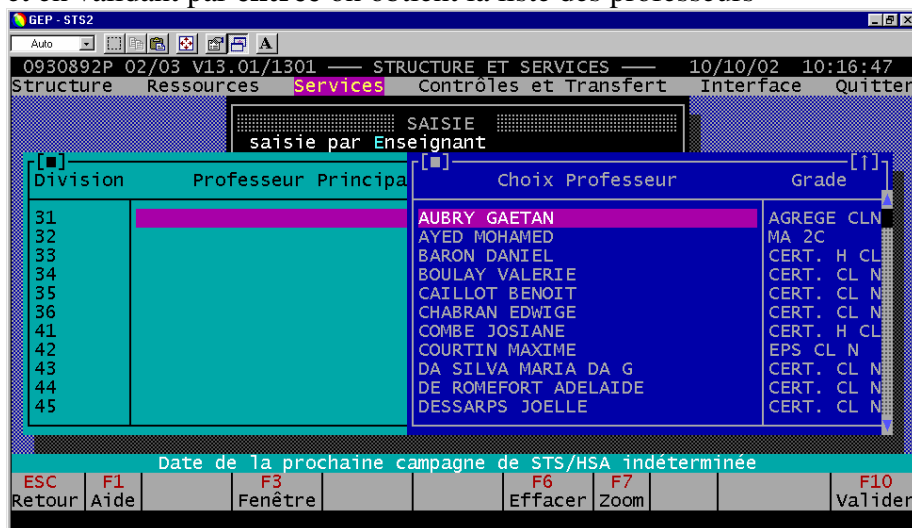 et en validant par entrée on obtient la liste des professeurs
GEP - STS2
Auto
0930892P 02/03 V13.01/1301 STRUCTURE ET SERVICES 10/10/02 10:16:47
Structure Ressources Services Contrôles et Transfert Interface Quitter
SAISIE
saisie par Enseignant
Division Professeur Principa Choix Professeur Grade
31 AUBRY GAETAN AGREGE CLN
32 AYED MOHAMED MA 2C
33 BARON DANIEL CERT. H CL
34 BOULAY VALERIE CERT. CL N
35 CAILLOT BENOIT CERT. CL N
36 CHABRAN EDWIGE CERT. CL N
41 COMBE JOSIANE CERT. H CL
42 COURTIN MAXIME EPS CL N
43 DA SILVA MARIA DA G CERT. CL N
44 DE ROMEFORT ADELAIDE CERT. CL N
45 DESSARPS JOELLE CERT. CL N
Date de la prochaine campagne de STS/HSA indéterminée
ESC F1 F3 F6 F7 F10
Retour Aide Fenêtre Effacer Zoom Valider